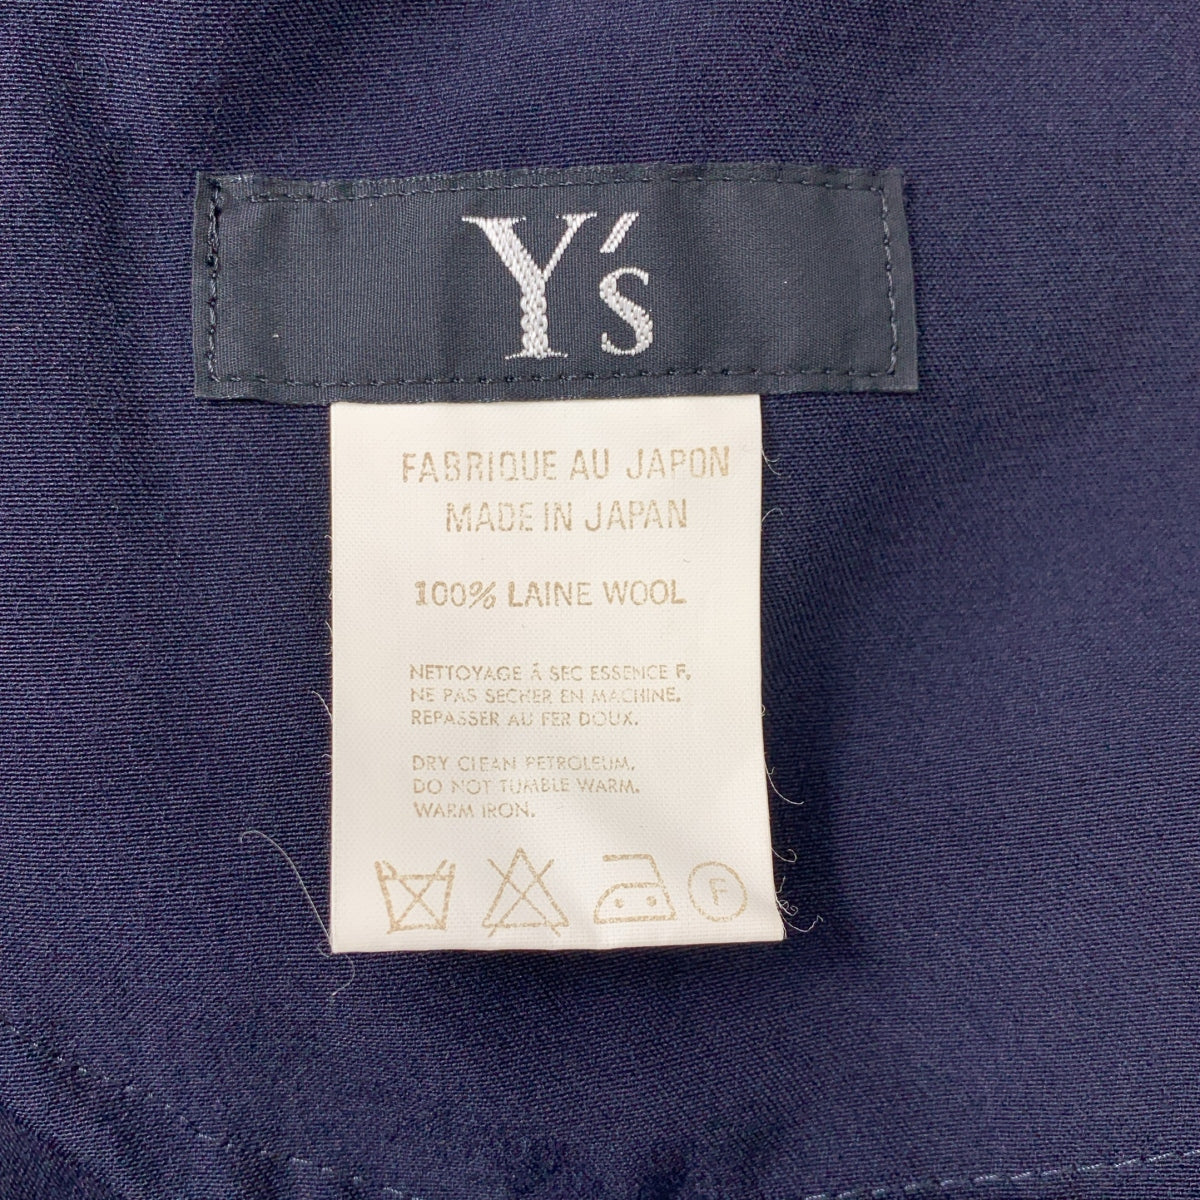 Y's
FABRIQUE AU JAPON
MADE IN JAPAN
100% LAINE WOOL
NETTOYAGE À SEC ESSENCE F.
NE PAS SECHER EN MACHINE.
REPASSER AU FER DOUX.
DRY CLEAN PETROLEUM.
DO NOT TUMBLE WARM.
WARM IRON.
F